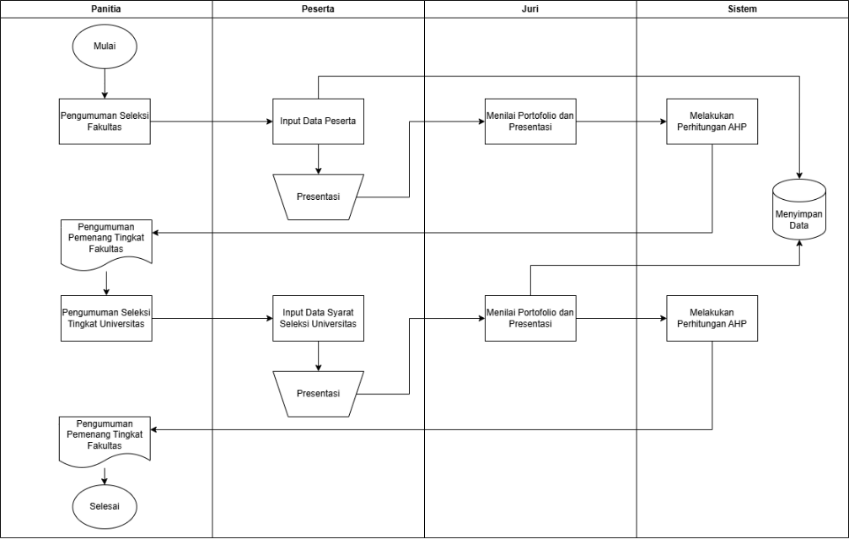 Panitia
Peserta
Juri
Sistem
Mulai
Pengumuman Seleksi
Fakultas
Input Data Peserta
Menilai Portofolio dan
Presentasi
Melakukan
Perhitungan AHP
Presentasi
Menyimpan
Data
Pengumuman
Pemenang Tingkat
Fakultas
Pengumuman Seleksi
Tingkat Universitas
Input Data Syarat
Seleksi Universitas
Menilai Portofolio dan
Presentasi
Melakukan
Perhitungan AHP
Presentasi
Pengumuman
Pemenang Tingkat
Fakultas
Selesai